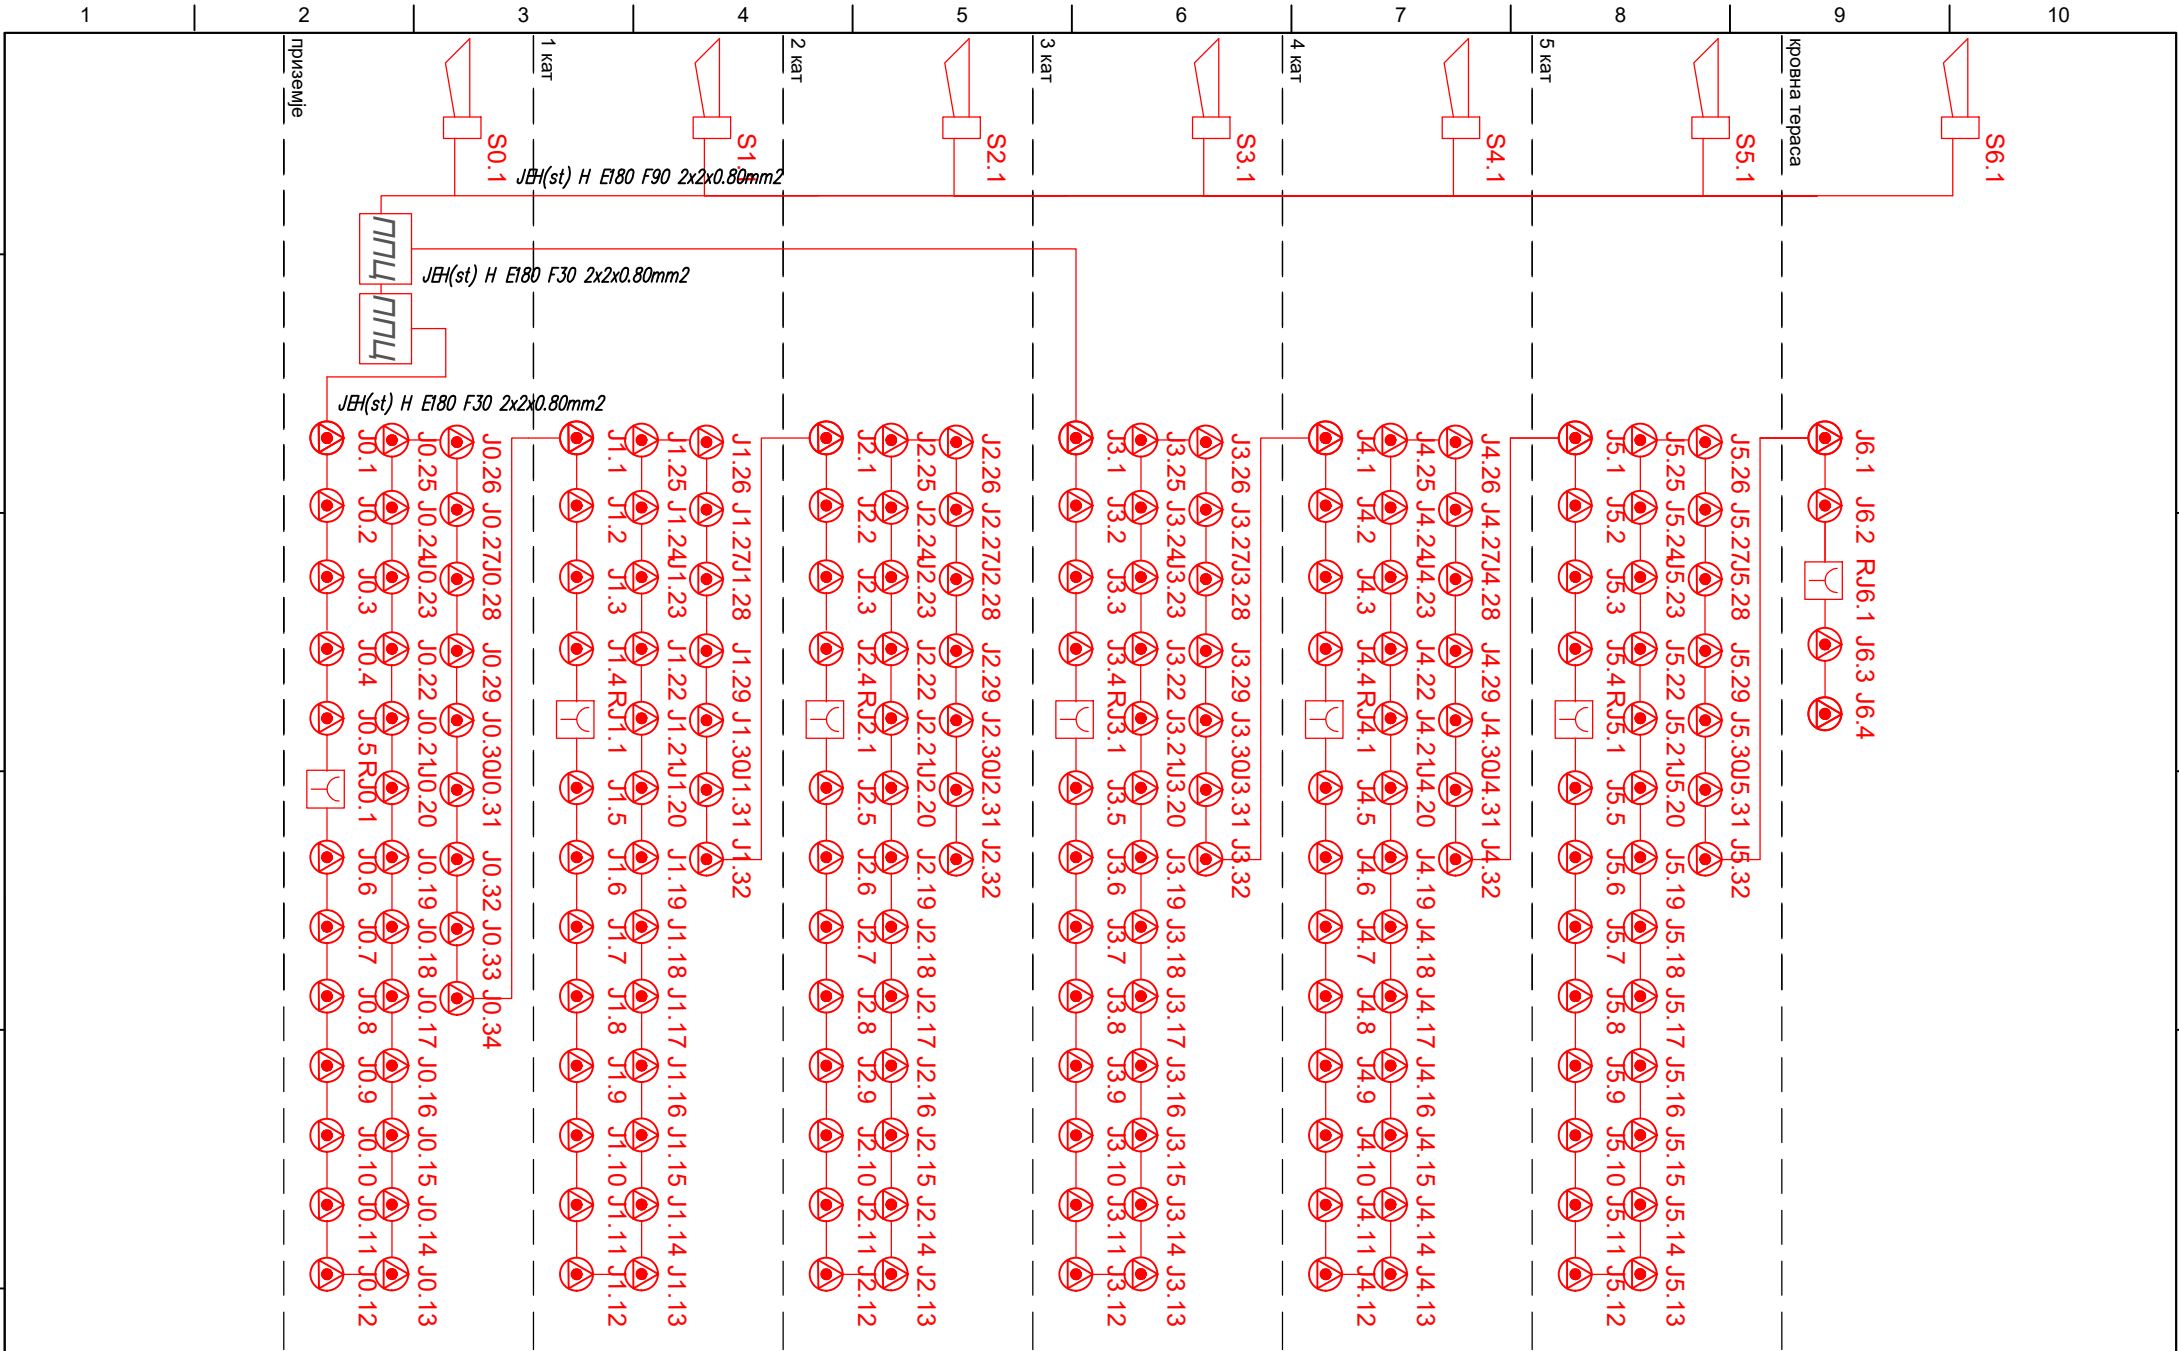 1 2 3 4 5 6 7 8 9 10
приземје
1 кат
2 кат
3 кат
4 кат
5 кат
кровна тераса
S0.1
S1.1
S2.1
S3.1
S4.1
S5.1
S6.1
JEH(st) H E180 F90 2x2x0.80mm2
ППЦ
JEH(st) H E180 F30 2x2x0.80mm2
ППЦ
JEH(st) H E180 F30 2x2x0.80mm2
J0.1 J0.2 J0.3 J0.4 J0.5 RJ0.1 J0.6 J0.7 J0.8 J0.9 J0.10 J0.11 J0.12
J0.25 J0.24 J0.23 J0.22 J0.21 J0.20 J0.19 J0.18 J0.17 J0.16 J0.15 J0.14 J0.13
J0.26 J0.27 J0.28 J0.29 J0.30 J0.31 J0.32 J0.33 J0.34
J1.1 J1.2 J1.3 J1.4 RJ1.1 J1.5 J1.6 J1.7 J1.8 J1.9 J1.10 J1.11 J1.12
J1.25 J1.24 J1.23 J1.22 J1.21 J1.20 J1.19 J1.18 J1.17 J1.16 J1.15 J1.14 J1.13
J1.26 J1.27 J1.28 J1.29 J1.30 J1.31 J1.32
J2.1 J2.2 J2.3 J2.4 RJ2.1 J2.5 J2.6 J2.7 J2.8 J2.9 J2.10 J2.11 J2.12
J2.25 J2.24 J2.23 J2.22 J2.21 J2.20 J2.19 J2.18 J2.17 J2.16 J2.15 J2.14 J2.13
J2.26 J2.27 J2.28 J2.29 J2.30 J2.31 J2.32
J3.1 J3.2 J3.3 J3.4 RJ3.1 J3.5 J3.6 J3.7 J3.8 J3.9 J3.10 J3.11 J3.12
J3.25 J3.24 J3.23 J3.22 J3.21 J3.20 J3.19 J3.18 J3.17 J3.16 J3.15 J3.14 J3.13
J3.26 J3.27 J3.28 J3.29 J3.30 J3.31 J3.32
J4.1 J4.2 J4.3 J4.4 RJ4.1 J4.5 J4.6 J4.7 J4.8 J4.9 J4.10 J4.11 J4.12
J4.25 J4.24 J4.23 J4.22 J4.21 J4.20 J4.19 J4.18 J4.17 J4.16 J4.15 J4.14 J4.13
J4.26 J4.27 J4.28 J4.29 J4.30 J4.31 J4.32
J5.1 J5.2 J5.3 J5.4 RJ5.1 J5.5 J5.6 J5.7 J5.8 J5.9 J5.10 J5.11 J5.12
J5.25 J5.24 J5.23 J5.22 J5.21 J5.20 J5.19 J5.18 J5.17 J5.16 J5.15 J5.14 J5.13
J5.26 J5.27 J5.28 J5.29 J5.30 J5.31 J5.32
J6.1 J6.2 RJ6.1 J6.3 J6.4